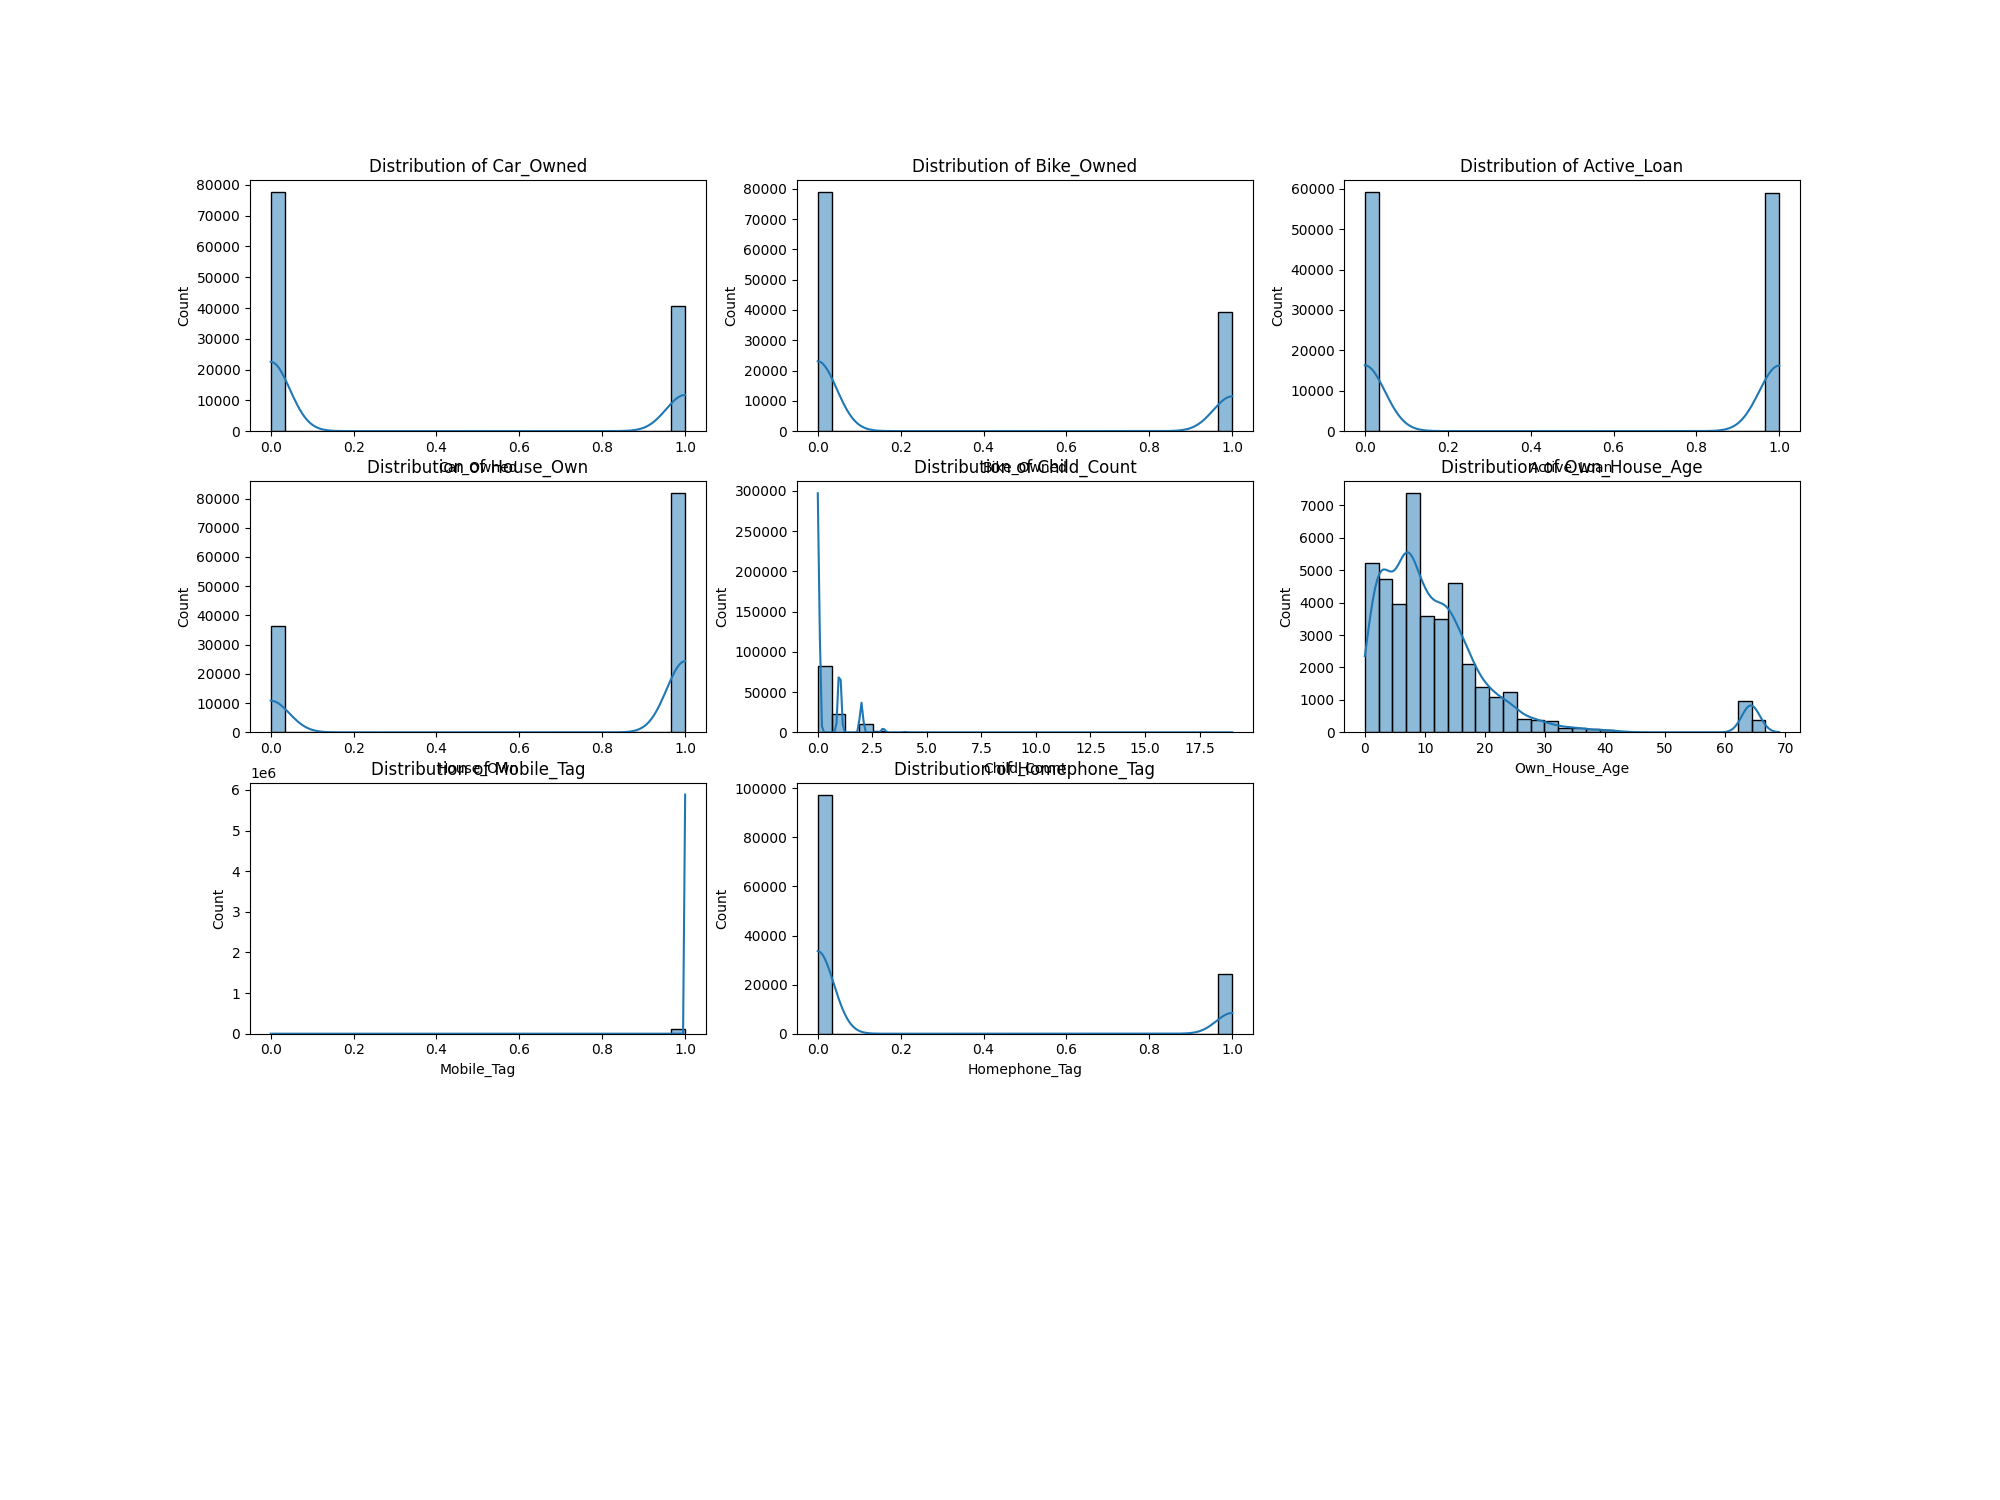 Distribution of Car_Owned
Distribution of Bike_Owned
Distribution of Active_Loan
80000
70000
60000
50000
40000
30000
20000
10000
0
Count
0.0 0.2 0.4 0.6 0.8 1.0
Car_Owned
80000
70000
60000
50000
40000
30000
20000
10000
0
Count
0.0 0.2 0.4 0.6 0.8 1.0
Bike_Owned
60000
50000
40000
30000
20000
10000
0
Count
0.0 0.2 0.4 0.6 0.8 1.0
Active_Loan
Distribution of House_Own
Distribution of Child_Count
Distribution of Own_House_Age
80000
70000
60000
50000
40000
30000
20000
10000
0
Count
0.0 0.2 0.4 0.6 0.8 1.0
House_Own
300000
250000
200000
150000
100000
50000
0
Count
0.0 2.5 5.0 7.5 10.0 12.5 15.0 17.5
Child_Count
7000
6000
5000
4000
3000
2000
1000
0
Count
0 10 20 30 40 50 60 70
Own_House_Age
Distribution of Mobile_Tag
Distribution of Homephone_Tag
1e6
6
5
4
3
2
1
0
Count
0.0 0.2 0.4 0.6 0.8 1.0
Mobile_Tag
100000
80000
60000
40000
20000
0
Count
0.0 0.2 0.4 0.6 0.8 1.0
Homephone_Tag